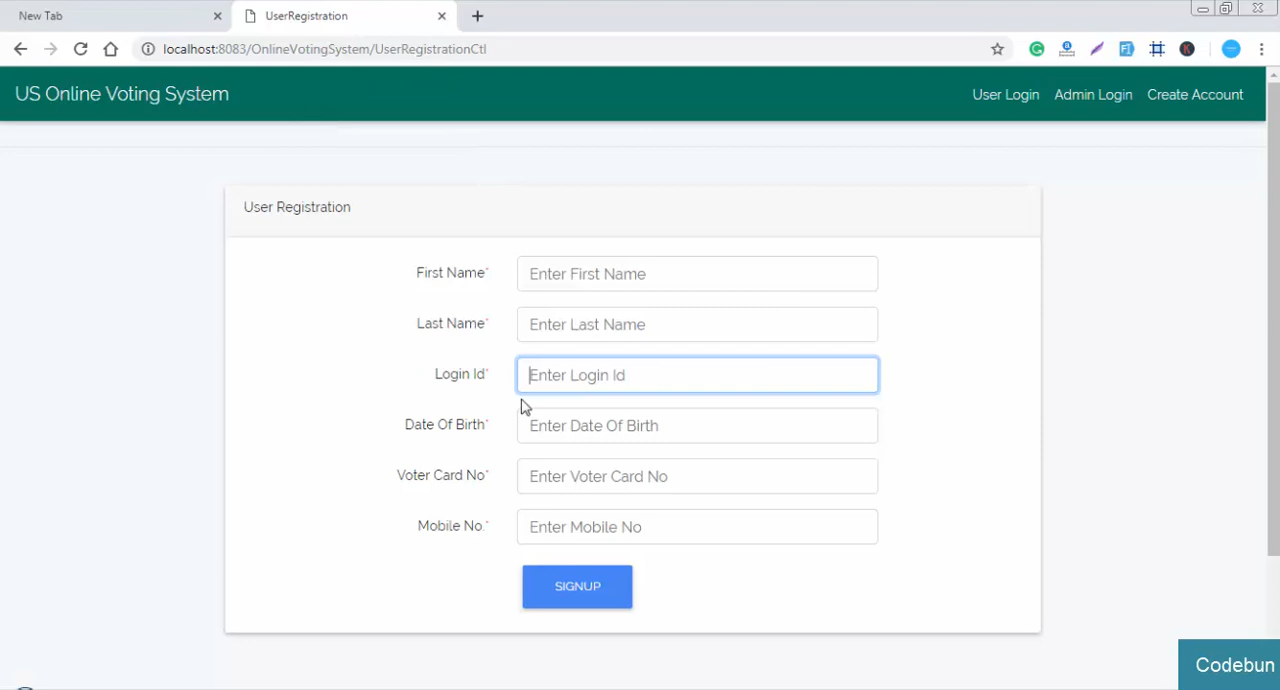 New Tab
UserRegistration
localhost:8083/OnlineVotingSystem/UserRegistrationCtl
US Online Voting System
User Login Admin Login Create Account
User Registration
First Name* Enter First Name
Last Name* Enter Last Name
Login Id* Enter Login Id
Date Of Birth* Enter Date Of Birth
Voter Card No* Enter Voter Card No
Mobile No.* Enter Mobile No
SIGNUP
Codebun